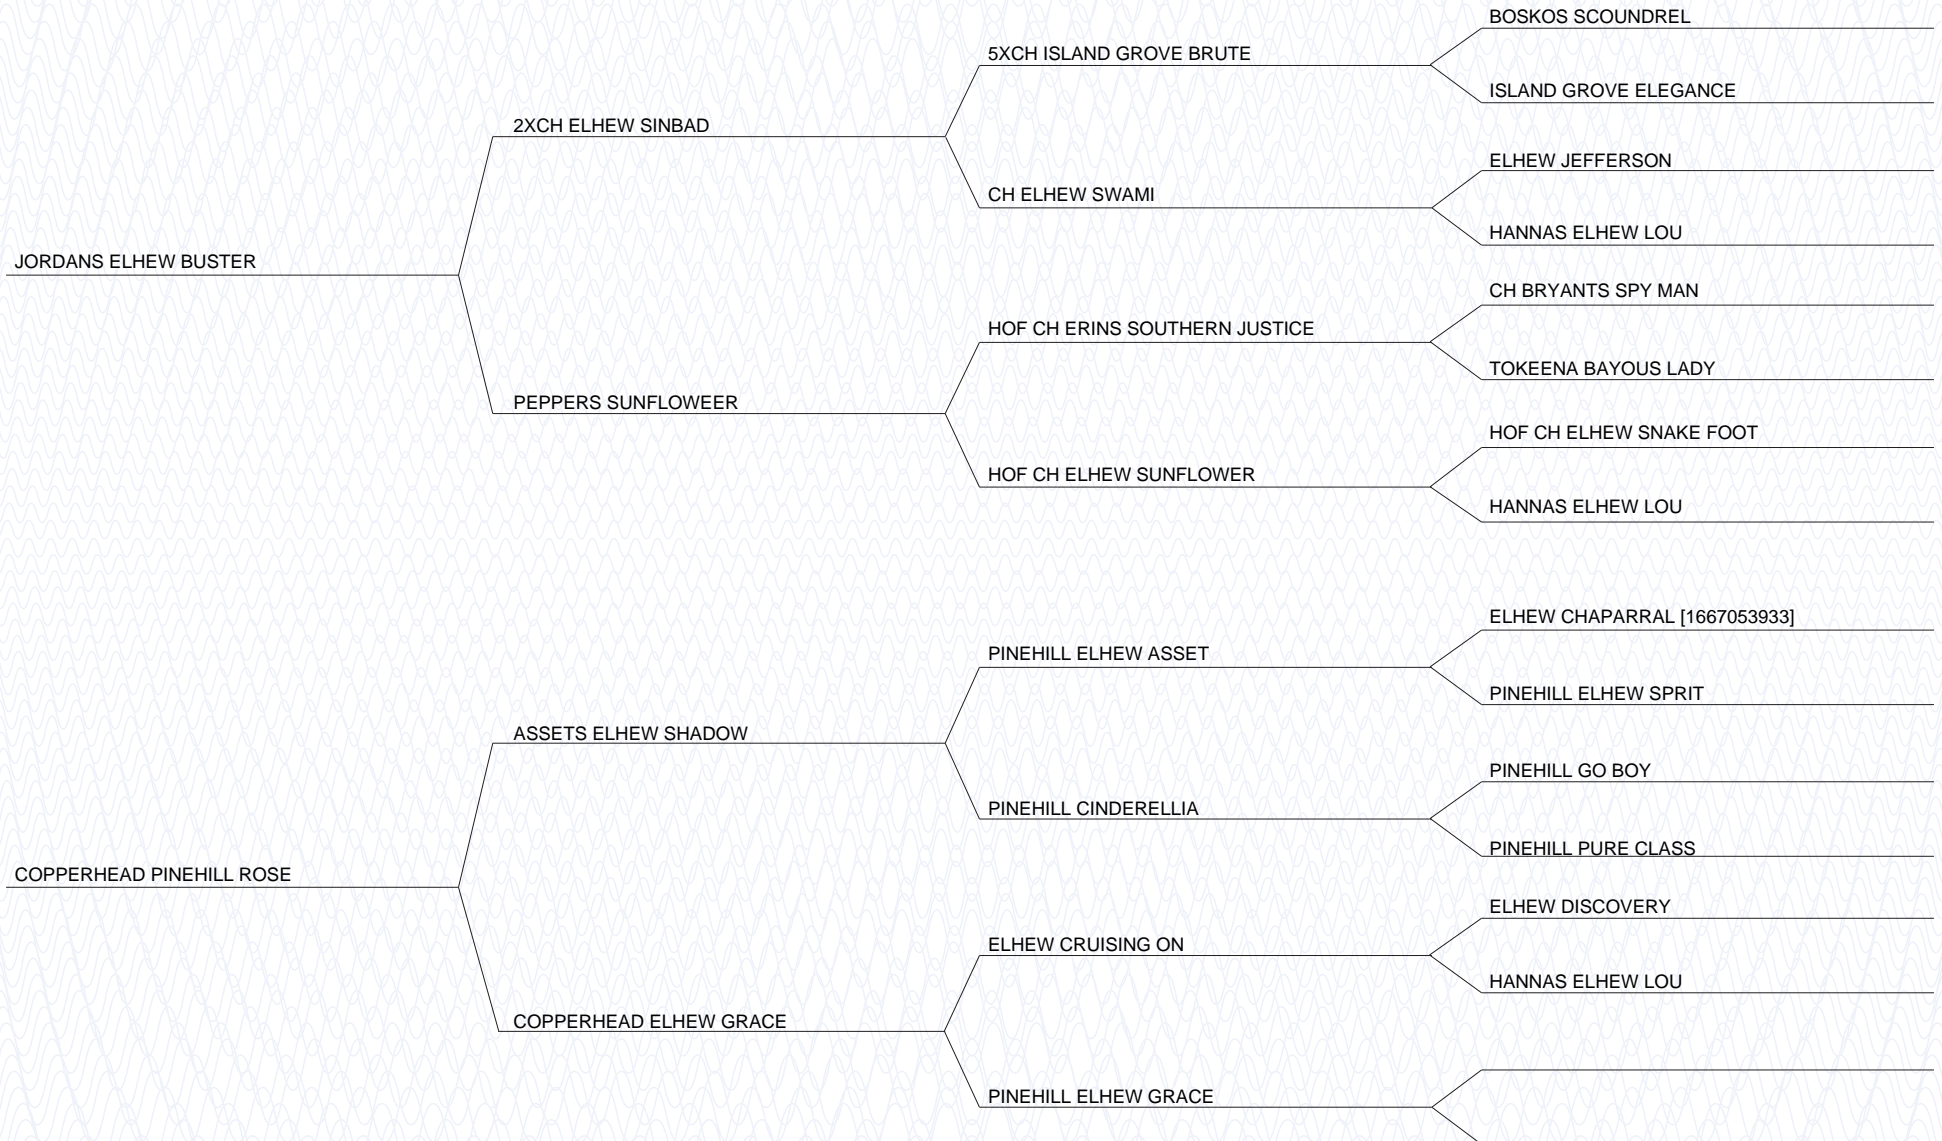 BOSKOS SCOUNDREL
5XCH ISLAND GROVE BRUTE
ISLAND GROVE ELEGANCE
2XCH ELHEW SINBAD
ELHEW JEFFERSON
CH ELHEW SWAMI
HANNAS ELHEW LOU
JORDANS ELHEW BUSTER
CH BRYANTS SPY MAN
HOF CH ERINS SOUTHERN JUSTICE
TOKEENA BAYOUS LADY
PEPPERS SUNFLOWEER
HOF CH ELHEW SNAKE FOOT
HOF CH ELHEW SUNFLOWER
HANNAS ELHEW LOU
ELHEW CHAPARRAL [1667053933]
PINEHILL ELHEW ASSET
PINEHILL ELHEW SPRIT
ASSETS ELHEW SHADOW
PINEHILL GO BOY
PINEHILL CINDERELLIA
PINEHILL PURE CLASS
COPPERHEAD PINEHILL ROSE
ELHEW DISCOVERY
ELHEW CRUISING ON
HANNAS ELHEW LOU
COPPERHEAD ELHEW GRACE
PINEHILL ELHEW GRACE